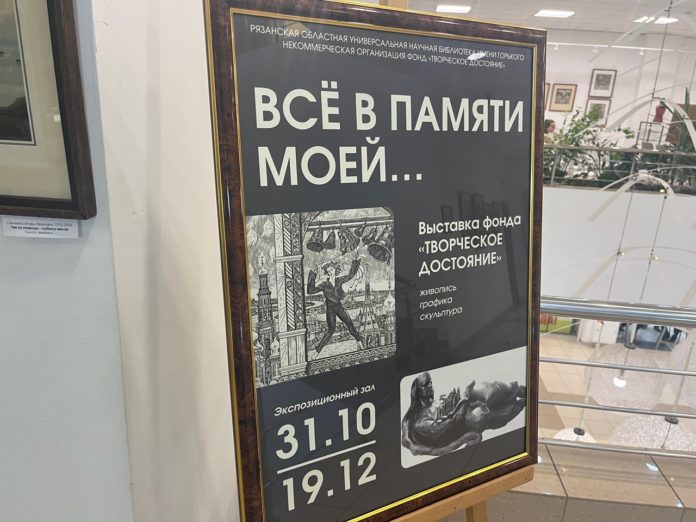 РЯЗАНСКАЯ ОБЛАСТНАЯ УНИВЕРСАЛЬНАЯ НАУЧНАЯ БИБЛИОТЕКА ИМЕНИ ГОРЬКОГО
НЕКОММЕРЧЕСКАЯ ОРГАНИЗАЦИЯ ФОНД «ТВОРЧЕСКОЕ ДОСТОЯНИЕ»
ВСЁ В ПАМЯТИ
МОЕЙ...
Выставка фонда
«ТВОРЧЕСКОЕ
ДОСТОЯНИЕ»
живопись
графика
скульптура
Экспозиционный зал
31.10
19.12